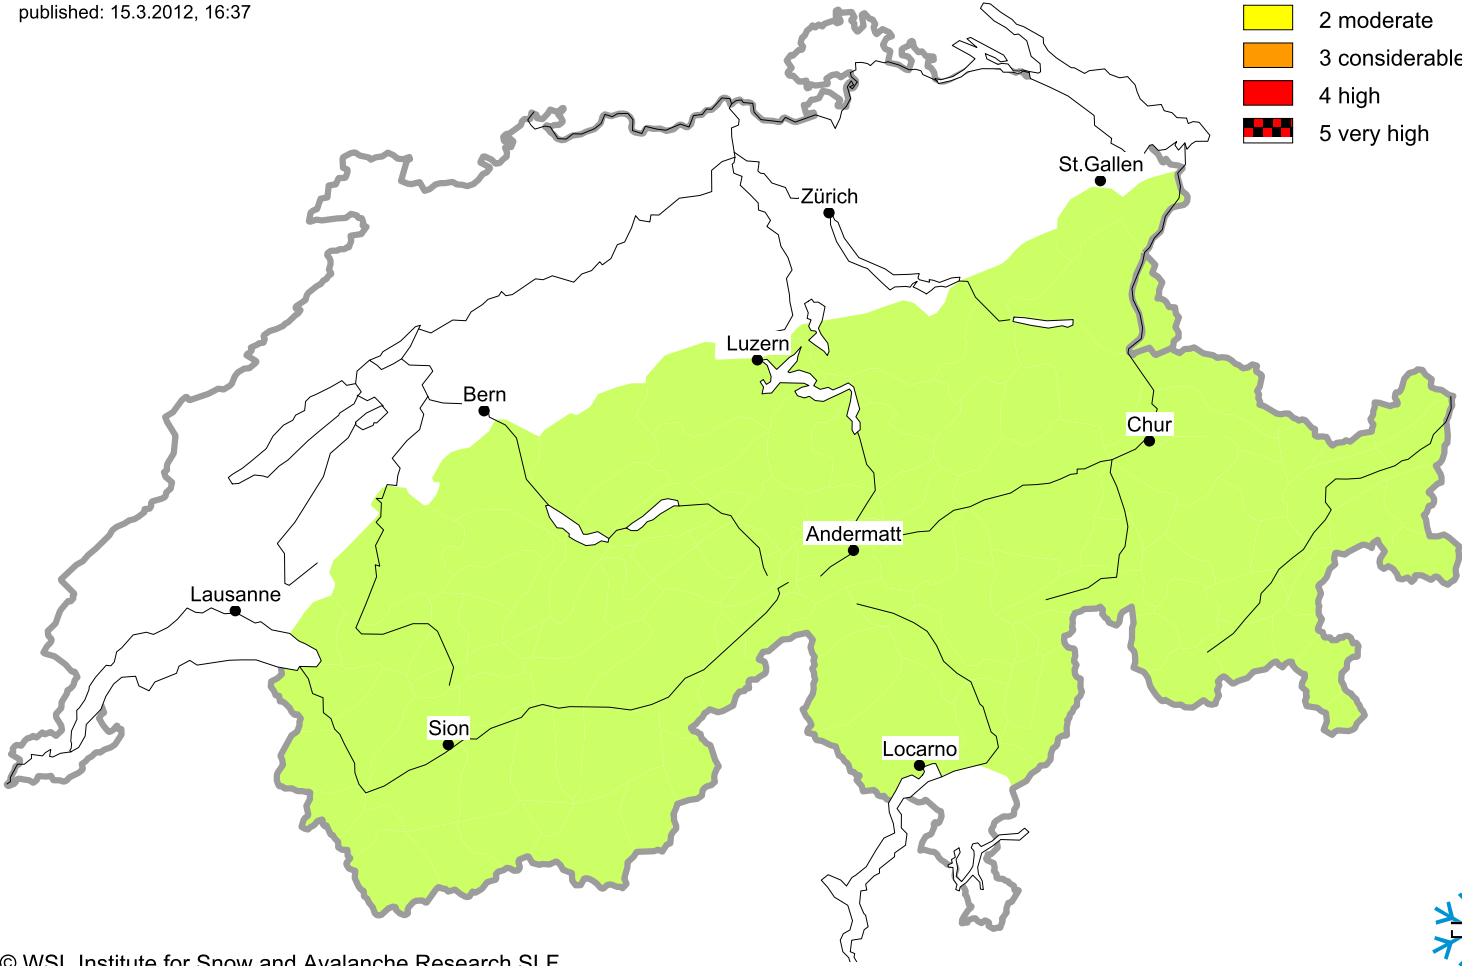 published: 15.3.2012, 16:37
2 moderate
3 considerable
4 high
5 very high
St.Gallen
Zürich
Luzern
Bern
Chur
Andermatt
Lausanne
Sion
Locarno
© WSL Institute for Snow and Avalanche Research SLF